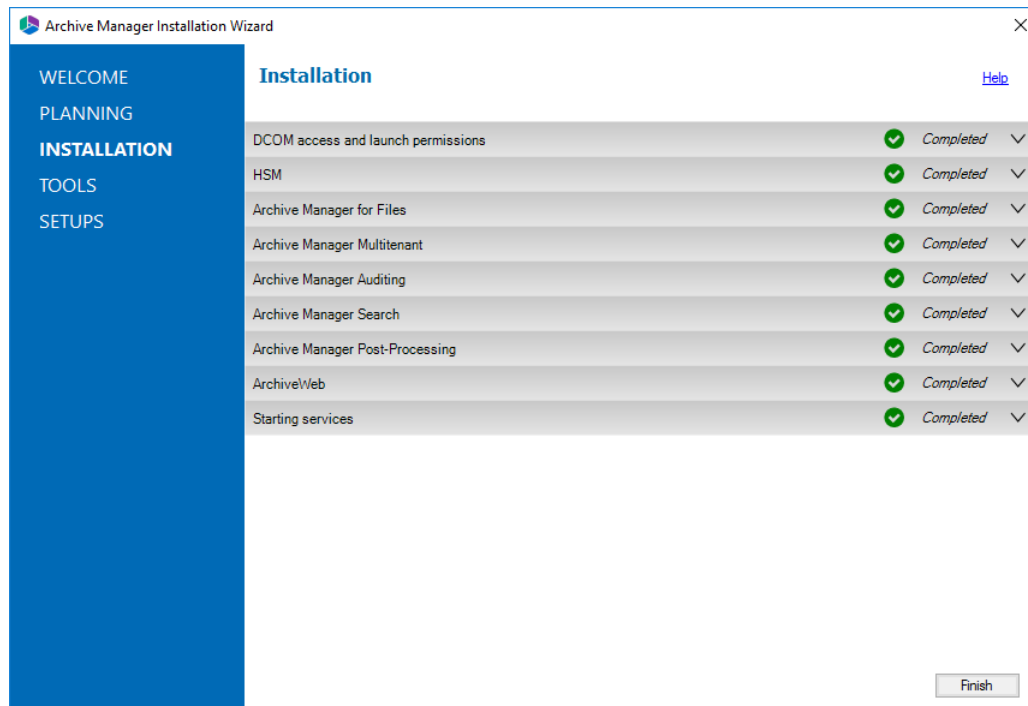 Archive Manager Installation Wizard
WELCOME
PLANNING
INSTALLATION
TOOLS
SETUPS
Installation
Help
DCOM access and launch permissions Completed
HSM Completed
Archive Manager for Files Completed
Archive Manager Multitenant Completed
Archive Manager Auditing Completed
Archive Manager Search Completed
Archive Manager Post-Processing Completed
ArchiveWeb Completed
Starting services Completed
Finish